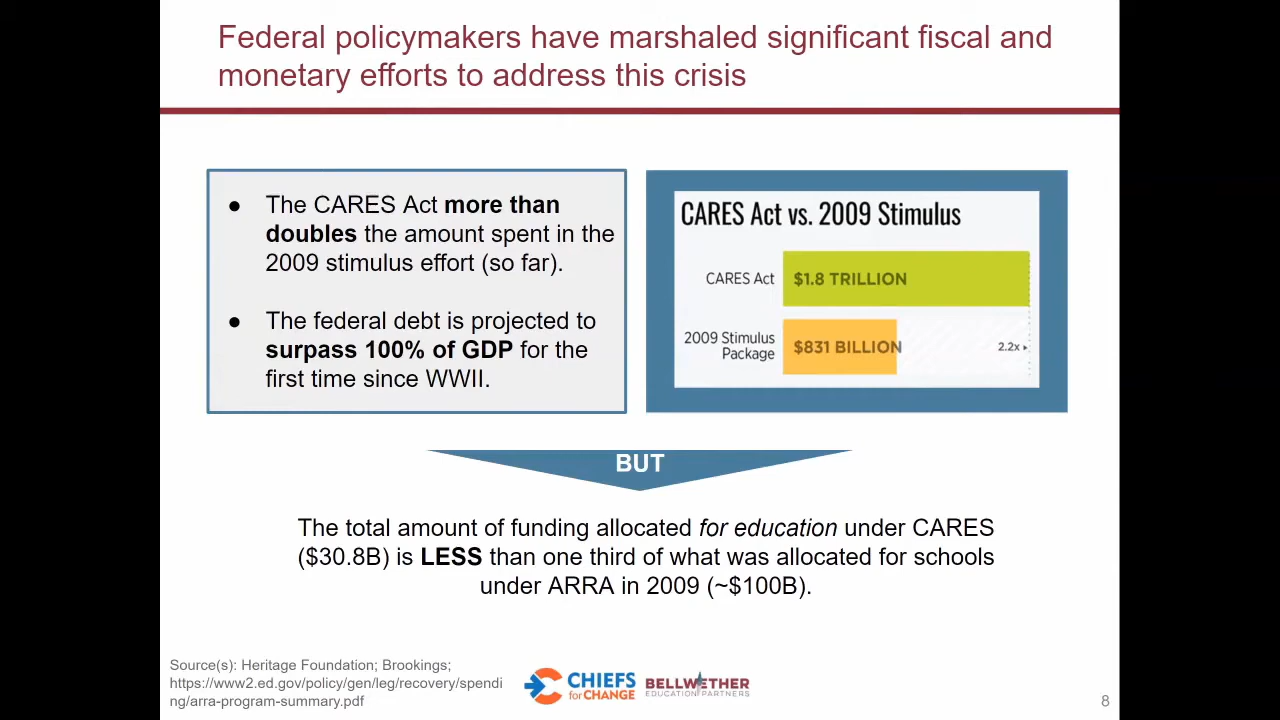 Federal policymakers have marshaled significant fiscal and
monetary efforts to address this crisis
● The CARES Act more than
doubles the amount spent in the
2009 stimulus effort (so far).
● The federal debt is projected to
surpass 100% of GDP for the
first time since WWII.
CARES Act vs. 2009 Stimulus
CARES Act $1.8 TRILLION
2009 Stimulus
Package
$831 BILLION 2.2x
BUT
The total amount of funding allocated for education under CARES
($30.8B) is LESS than one third of what was allocated for schools
under ARRA in 2009 (~$100B).
Source(s): Heritage Foundation; Brookings;
https://www2.ed.gov/policy/gen/leg/recovery/spendi
ng/arra-program-summary.pdf
CHIEFS
for CHANGE
BELLWETHER
EDUCATION PARTNERS
8